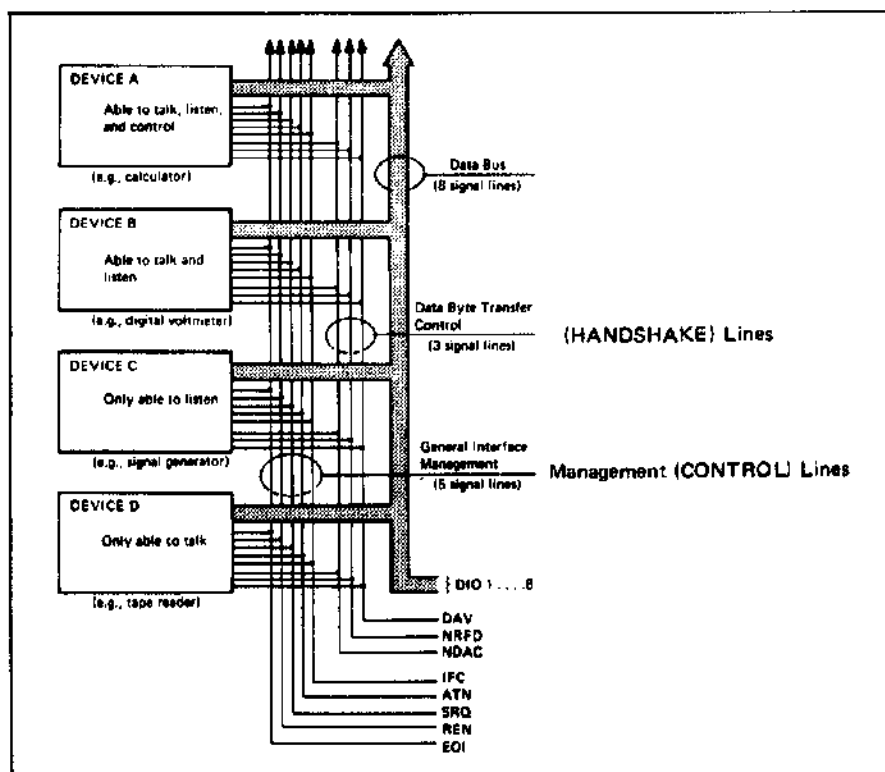 DEVICE A
Able to talk, listen,
and control
(e.g., calculator)
DEVICE B
Able to talk and
listen
(e.g., digital voltmeter)
DEVICE C
Only able to listen
(e.g., signal generator)
DEVICE D
Only able to talk
(e.g., tape reader)
Data Bus
(8 signal lines)
Data Byte Transfer
Control
(3 signal lines)
(HANDSHAKE) Lines
General Interface
Management
(5 signal lines)
Management (CONTROL) Lines
} DIO 1 . . . . 8
DAV
NRFD
NDAC
IFC
ATN
SRQ
REN
EOI